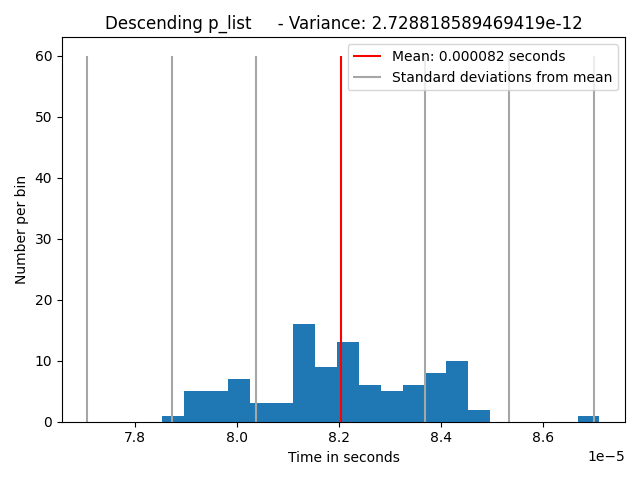 Descending p_list - Variance: 2.728818589469419e-12
60
Mean: 0.000082 seconds
Standard deviations from mean
50
40
30
20
10
0
Number per bin
7.8 8.0 8.2 8.4 8.6
1e−5
Time in seconds